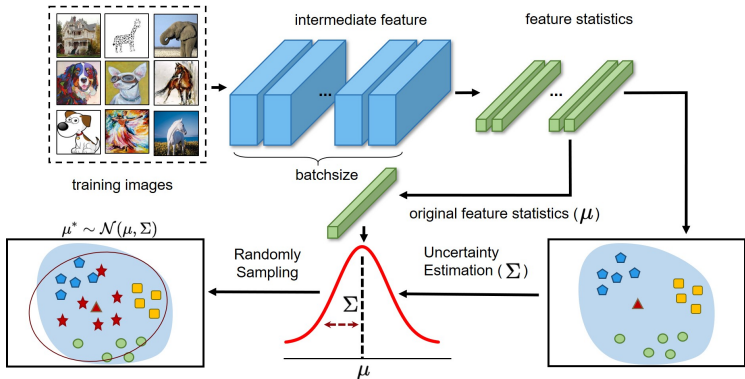 intermediate feature
feature statistics
...
...
batchsize
training images
original feature statistics (μ)
μ* ~ N(μ, Σ)
Randomly
Sampling
Uncertainty
Estimation (Σ)
Σ
μ